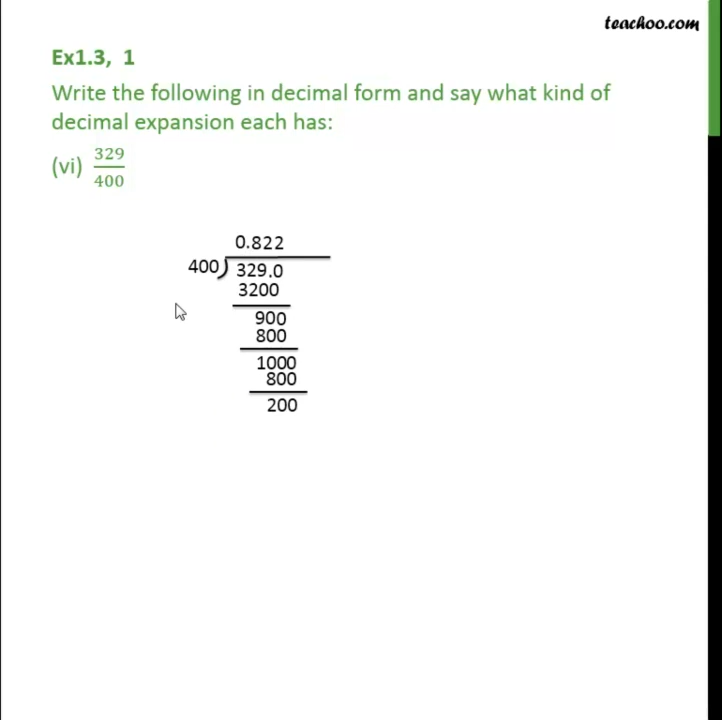 teachoo.com
Ex1.3, 1
Write the following in decimal form and say what kind of
decimal expansion each has:
(vi) 329/400
0.822
400) 329.0
3200
900
800
1000
800
200